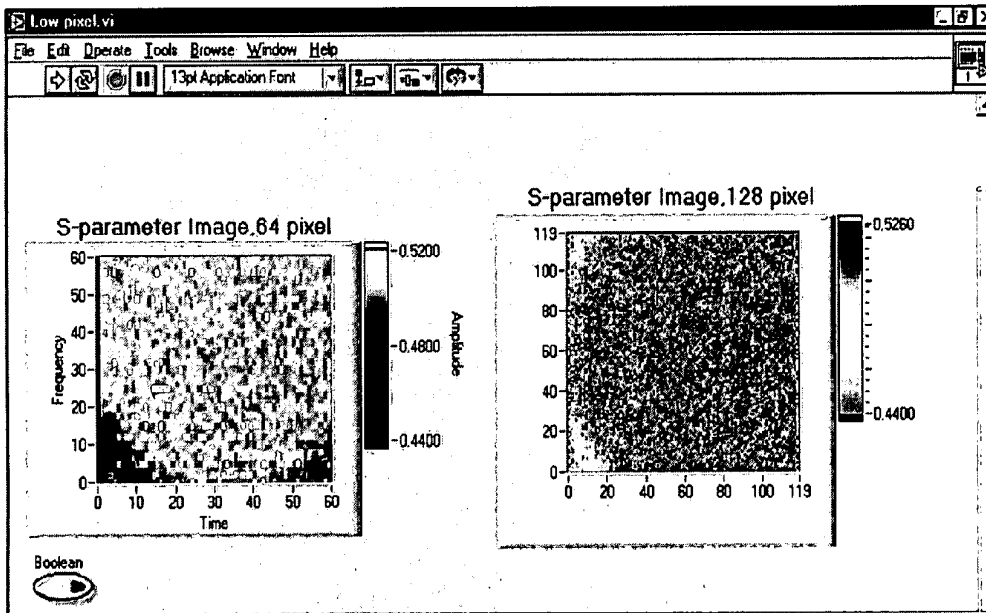 Low pixel.vi
File Edit Operate Tools Browse Window Help
13pt Application Font
S-parameter Image,64 pixel
60
50
40
30
20
10
0
Frequency
0 10 20 30 40 50 60
Time
0.5200
0.4800
0.4400
Amplitude
S-parameter Image,128 pixel
119
100
80
60
40
20
0
0 20 40 60 80 100 119
0.5260
0.4400
Boolean
1